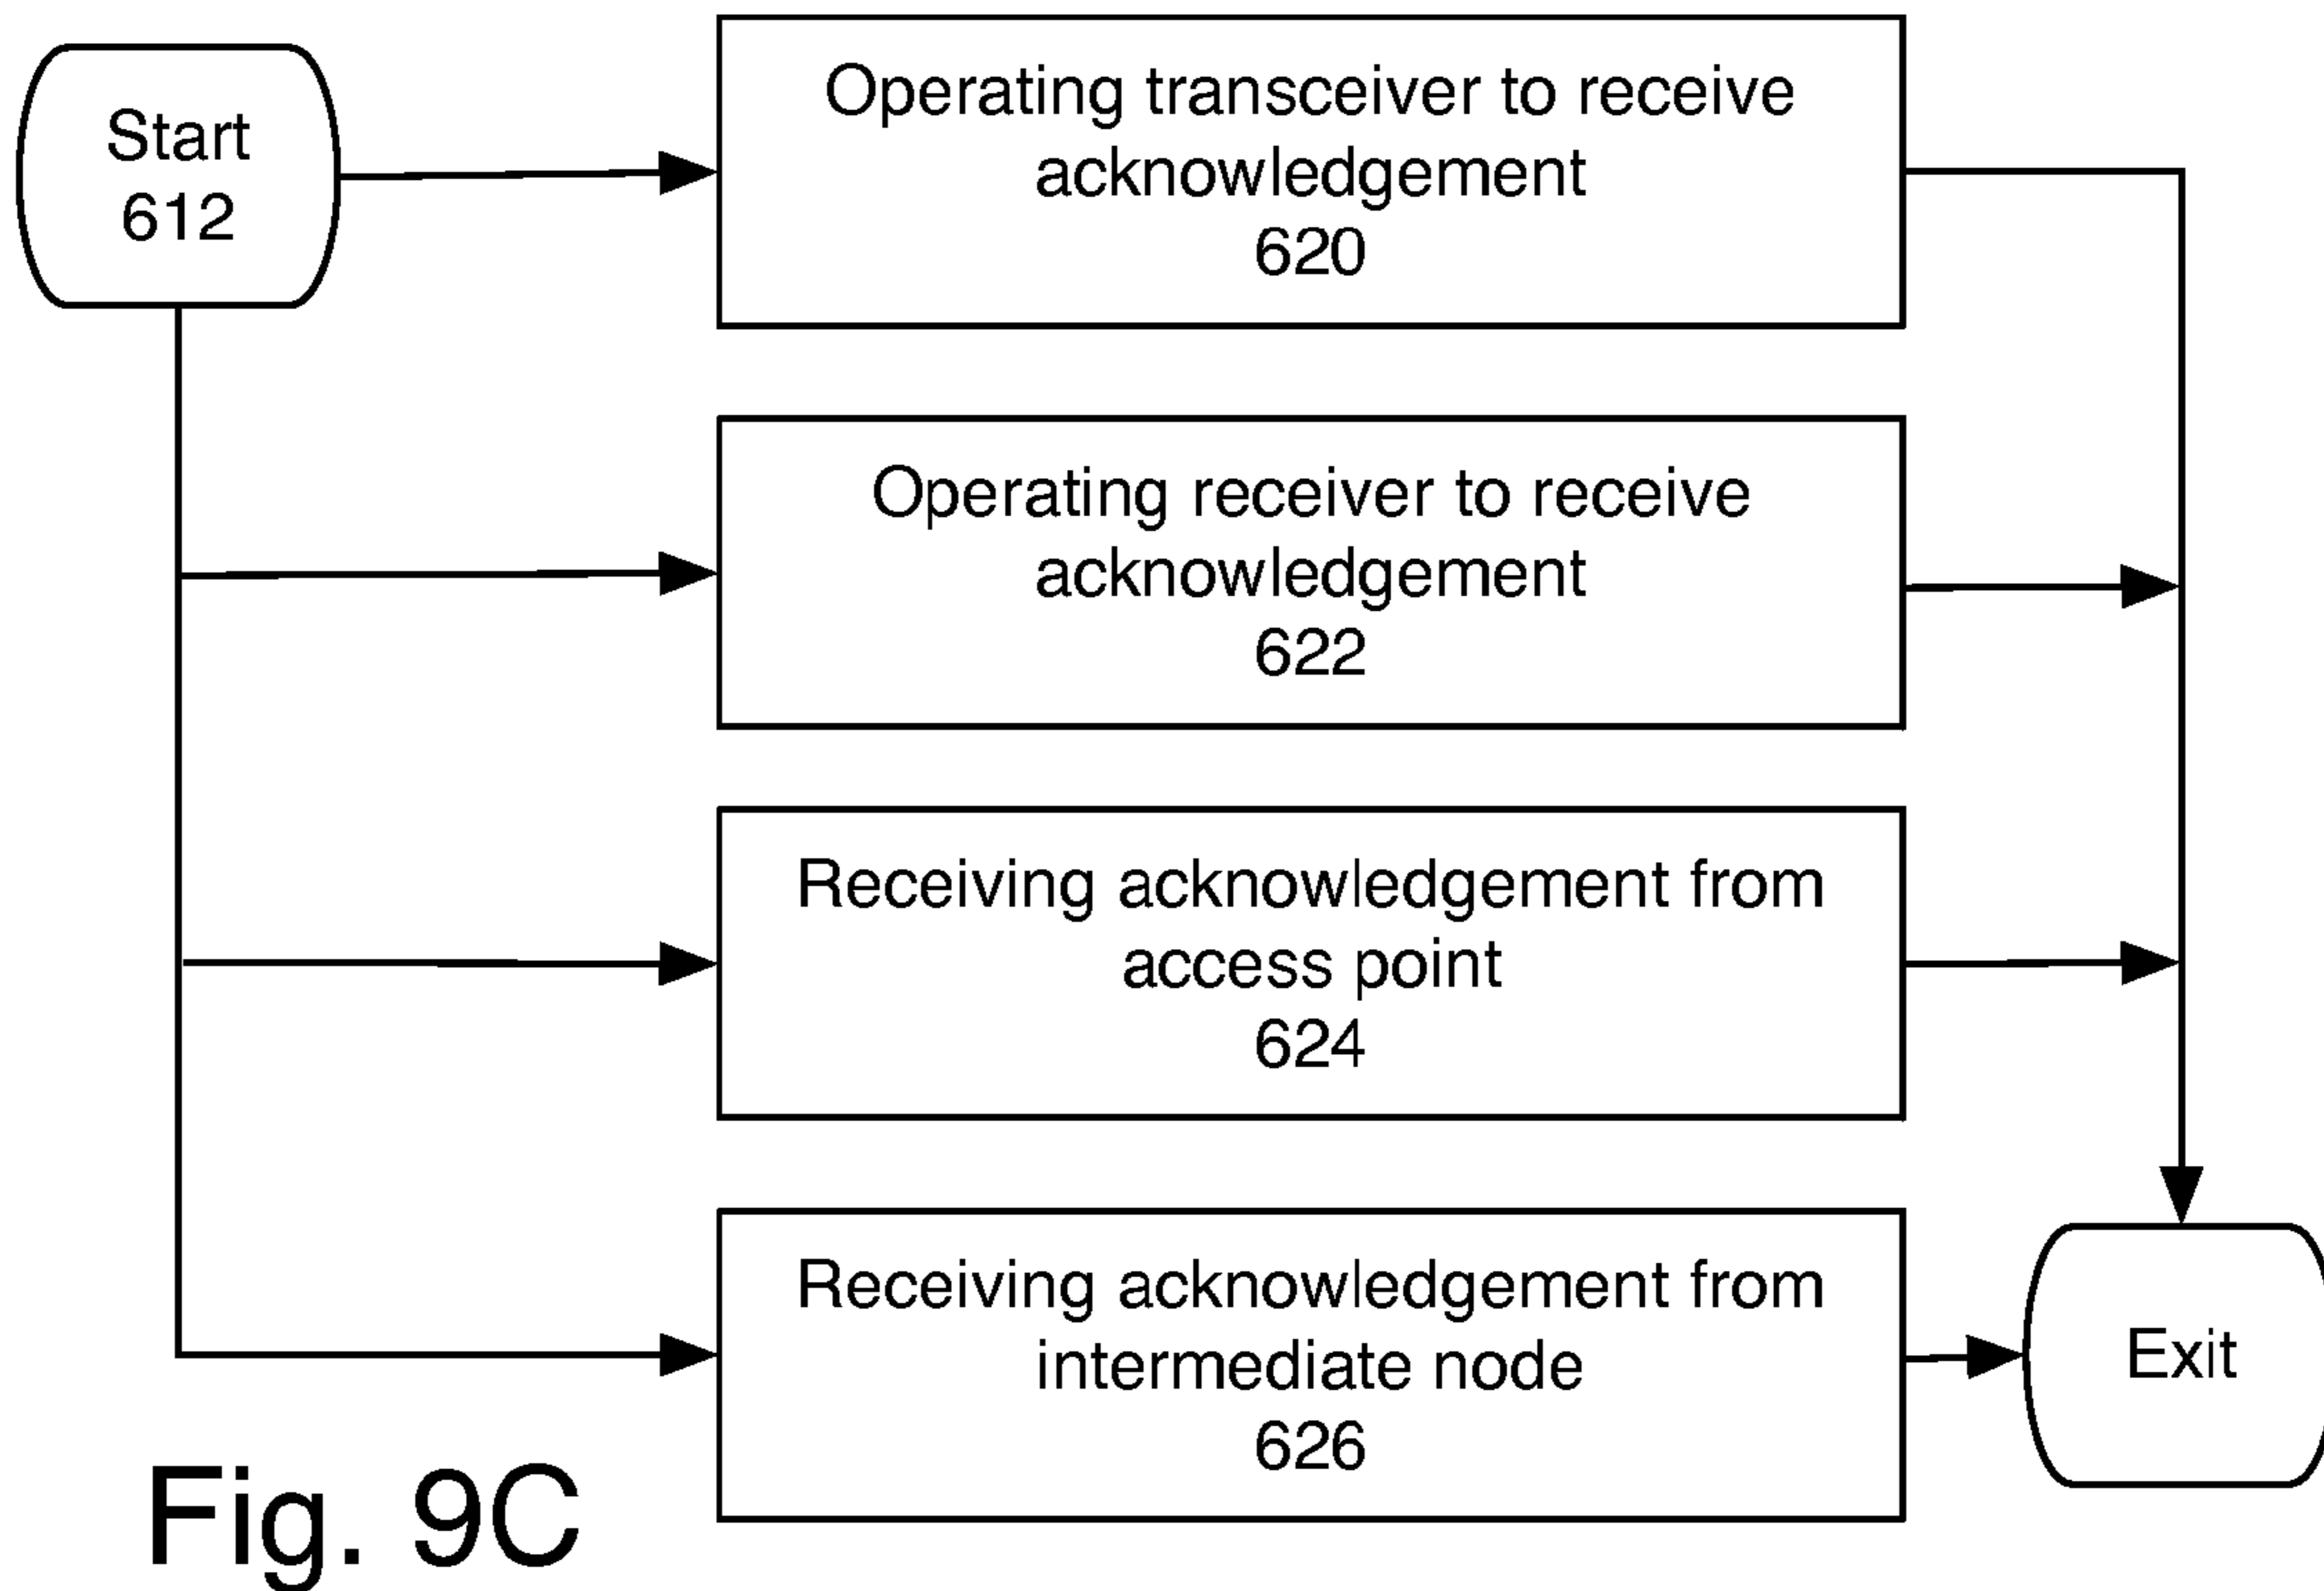 Start
612
Operating transceiver to receive
acknowledgement
620
Operating receiver to receive
acknowledgement
622
Receiving acknowledgement from
access point
624
Receiving acknowledgement from
intermediate node
626
Exit
Fig. 9C